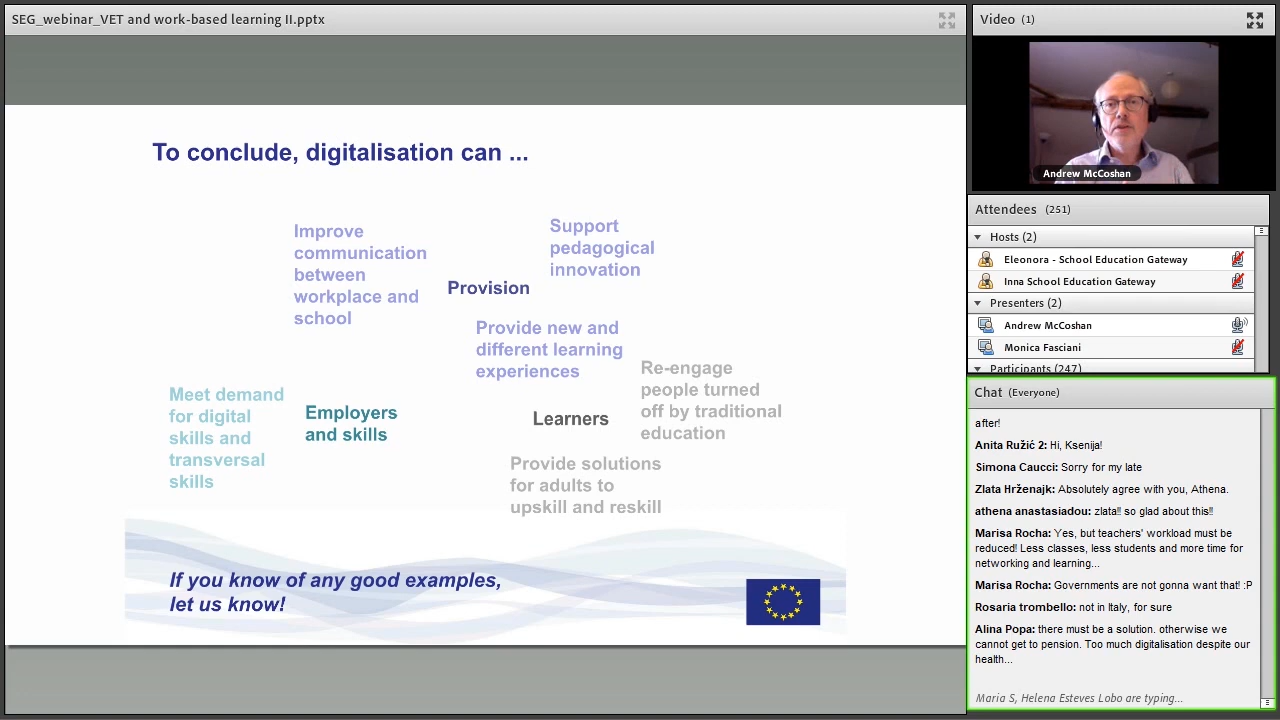 SEG_webinar_VET and work-based learning II.pptx
To conclude, digitalisation can ...
Improve
communication
between
workplace and
school
Support
pedagogical
innovation
Provision
Provide new and
different learning
experiences
Re-engage
people turned
off by traditional
education
Meet demand
for digital
skills and
transversal
skills
Employers
and skills
Learners
Provide solutions
for adults to
upskill and reskill
If you know of any good examples,
let us know!
Video (1)
Andrew McCoshan
Attendees (251)
Hosts (2)
Eleonora - School Education Gateway
Inna School Education Gateway
Presenters (2)
Andrew McCoshan
Monica Fasciani
Participants (247)
Chat (Everyone)
after!
Anita Ružić 2: Hi, Ksenija!
Simona Caucci: Sorry for my late
Zlata Hrženajk: Absolutely agree with you, Athena.
athena anastasiadou: zlata!! so glad about this!!
Marisa Rocha: Yes, but teachers' workload must be
reduced! Less classes, less students and more time for
networking and learning...
Marisa Rocha: Governments are not gonna want that! :P
Rosaria trombello: not in Italy, for sure
Alina Popa: there must be a solution. otherwise we
cannot get to pension. Too much digitalisation despite our
health...
Maria S, Helena Esteves Lobo are typing...